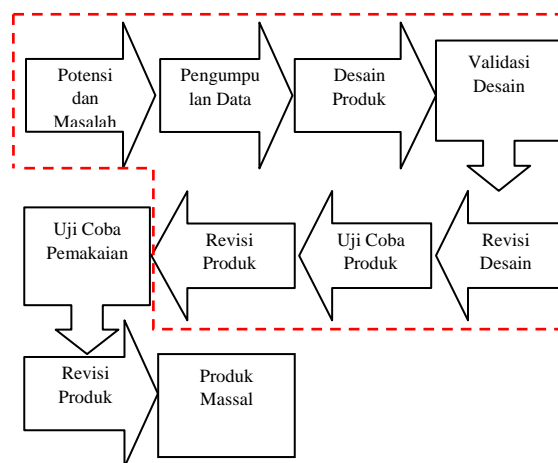 Potensi
dan
Masalah
Pengumpu
lan Data
Desain
Produk
Validasi
Desain
Revisi
Desain
Uji Coba
Produk
Revisi
Produk
Uji Coba
Pemakaian
Revisi
Produk
Produk
Massal